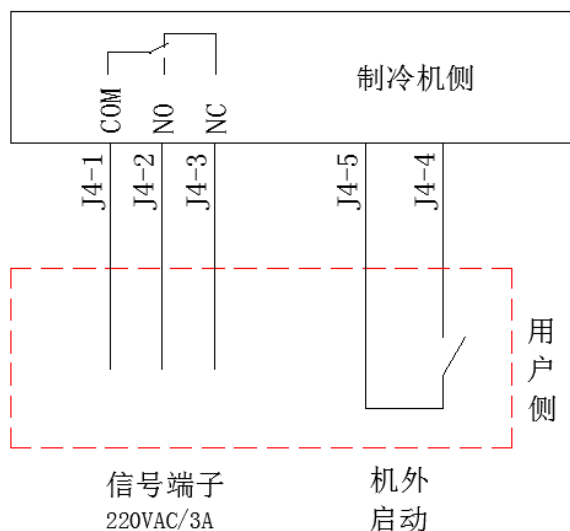 制冷机侧
COM
NO
NC
J4-1
J4-2
J4-3
J4-5
J4-4
用户侧
信号端子
220VAC/3A
机外
启动